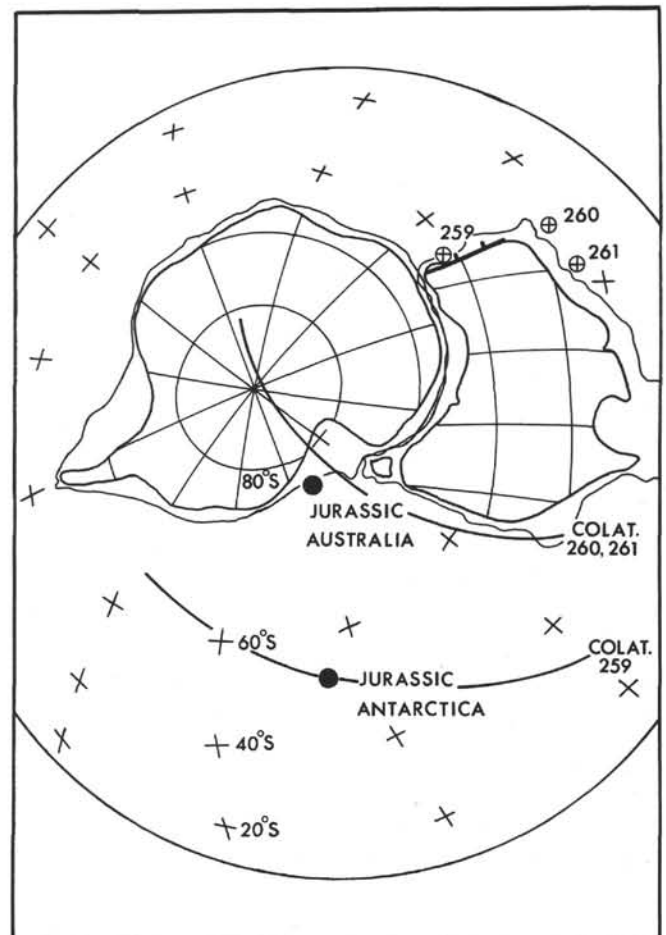 260
259
261
80°S
JURASSIC
AUSTRALIA
COLAT.
260, 261
60°S
COLAT.
259
JURASSIC
ANTARCTICA
40°S
20°S